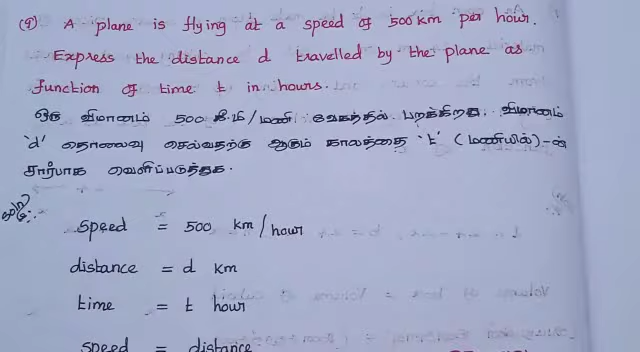 (9) A plane is flying at a speed of 500 km per hour.
Express the distance d travelled by the plane as
function of time t in hours.
ஒரு விமானம் 500 கி.மி/மணி வேகத்தில் பறக்கிறது. விமானம்
'd' தொலைவு செல்வதற்கு ஆகும் காலத்தை 't' (மணியில்)-ன்
சார்பாக வெளிப்படுத்துக.
Soln:
speed = 500 km/hour
distance = d km
time = t hour
speed = distance